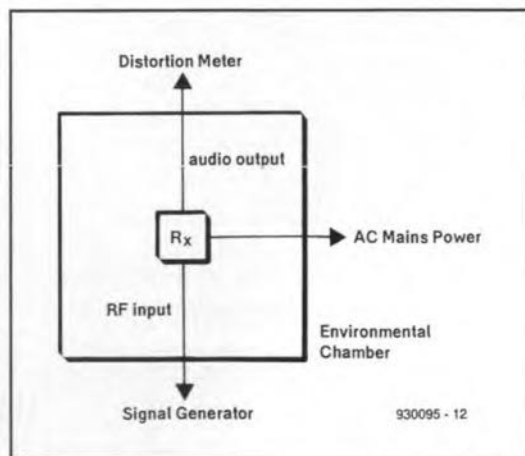 Distortion Meter
audio output
Rx
AC Mains Power
RF input
Environmental
Chamber
Signal Generator
930095 - 12